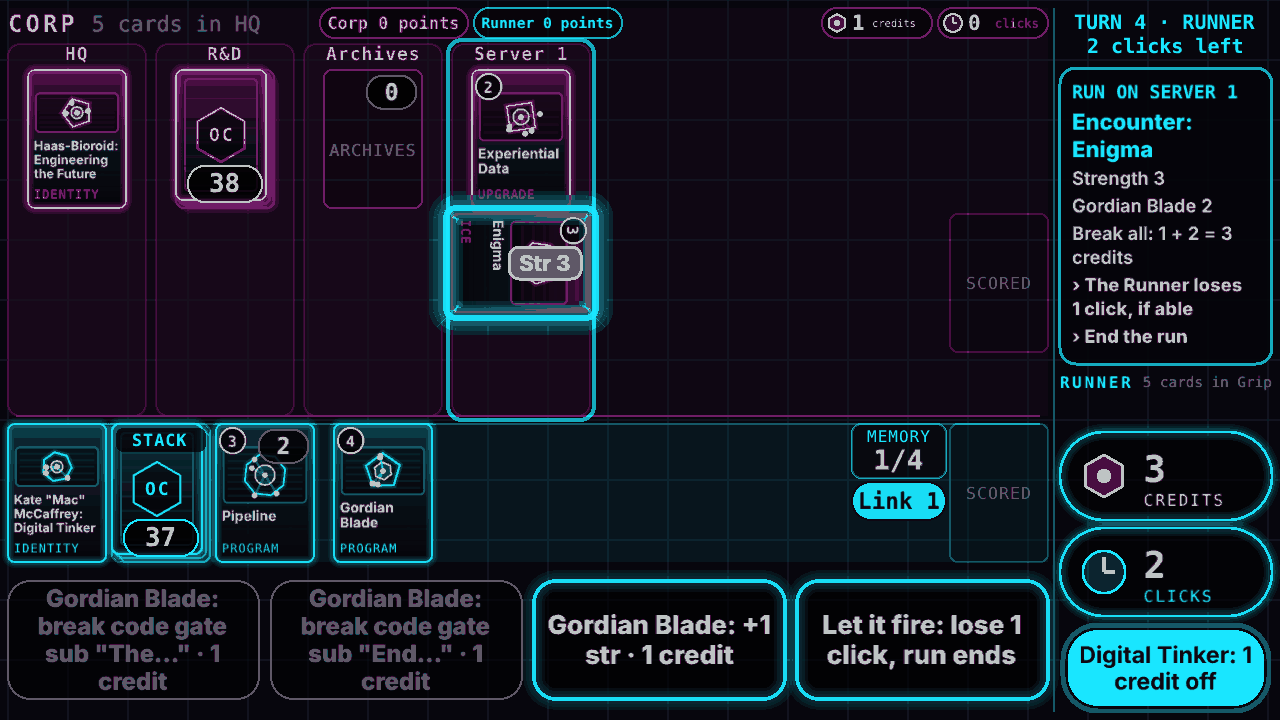 CORP 5 cards in HQ
Corp 0 points
Runner 0 points
1 credits
0 clicks
TURN 4 · RUNNER
2 clicks left
HQ
R&D
Archives
Server 1
Haas-Bioroid:
Engineering
the Future
IDENTITY
OC
38
0
ARCHIVES
2
Experiential
Data
UPGRADE
ICE
Enigma
3
Str 3
SCORED
RUN ON SERVER 1
Encounter:
Enigma
Strength 3
Gordian Blade 2
Break all: 1 + 2 = 3
credits
› The Runner loses
1 click, if able
› End the run
RUNNER 5 cards in Grip
Kate "Mac"
McCaffrey:
Digital Tinker
IDENTITY
STACK
OC
37
3
2
Pipeline
PROGRAM
4
Gordian
Blade
PROGRAM
MEMORY
1/4
Link 1
SCORED
3
CREDITS
2
CLICKS
Gordian Blade:
break code gate
sub "The..." · 1
credit
Gordian Blade:
break code gate
sub "End..." · 1
credit
Gordian Blade: +1
str · 1 credit
Let it fire: lose 1
click, run ends
Digital Tinker: 1
credit off